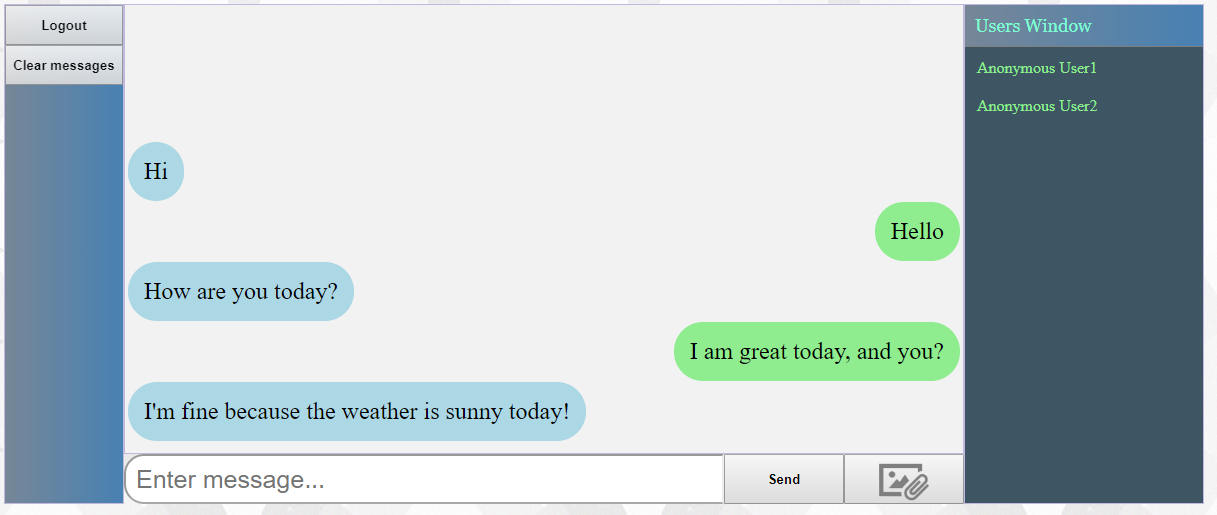 Logout
Clear messages
Hi
Hello
How are you today?
I am great today, and you?
I'm fine because the weather is sunny today!
Enter message...
Send
Users Window
Anonymous User1
Anonymous User2